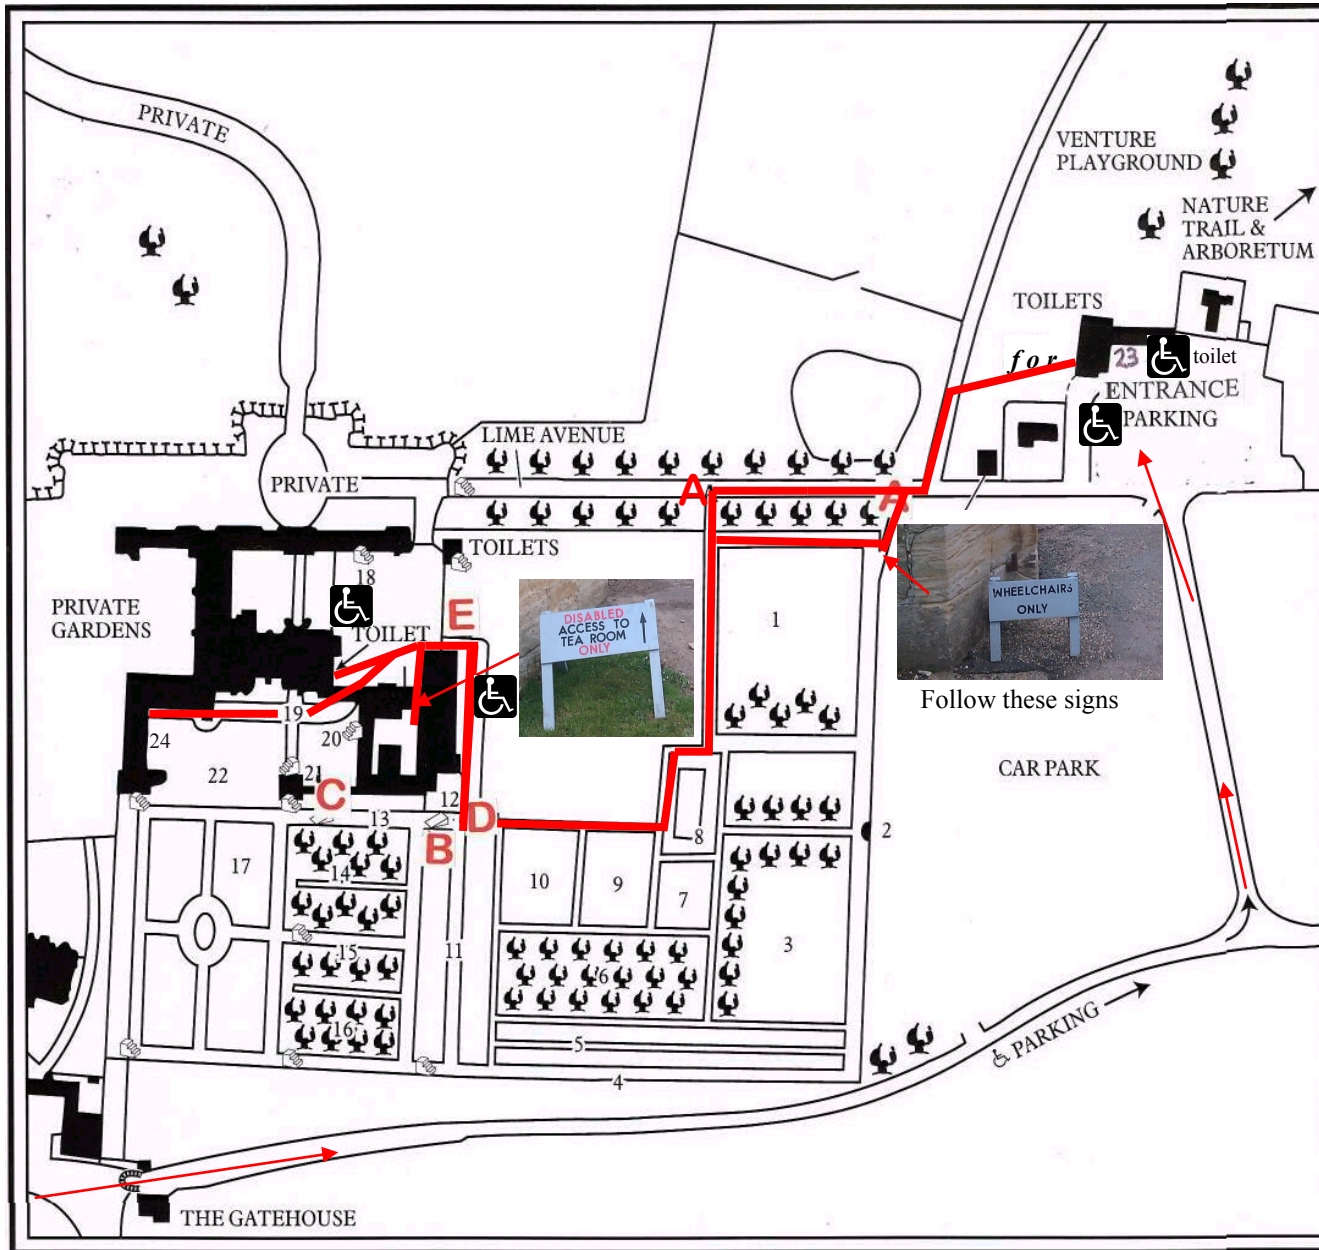 PRIVATE
VENTURE
PLAYGROUND
NATURE
TRAIL &
ARBORETUM
TOILETS
for
23
toilet
ENTRANCE
PARKING
LIME AVENUE
PRIVATE
A
A
TOILETS
18
PRIVATE
GARDENS
TOILET
E
DISABLED
ACCESS TO
TEA ROOM
ONLY
1
WHEELCHAIRS
ONLY
Follow these signs
19
20
24
22
21
C
12
D
13
B
8
2
CAR PARK
14
17
10
9
7
15
11
6
3
16
5
4
PARKING
THE GATEHOUSE